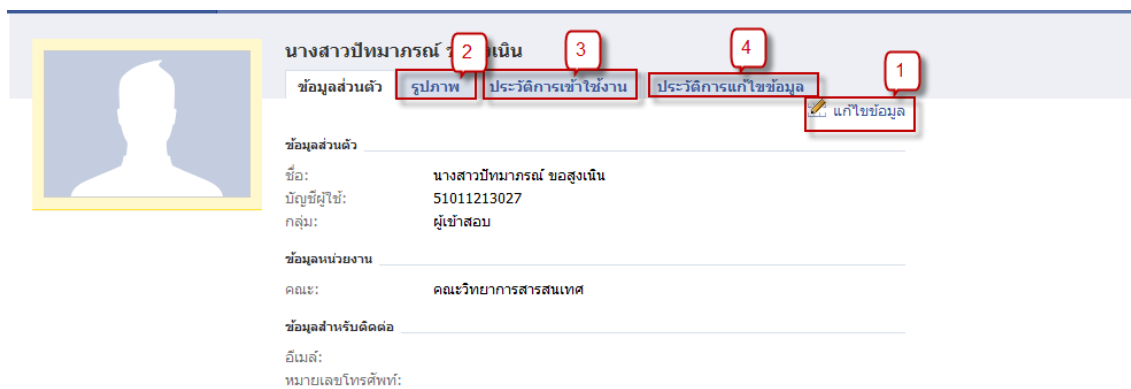 นางสาวปัทมาภรณ์ ขอสูงเนิน
2
3
4
1
ข้อมูลส่วนตัว รูปภาพ ประวัติการเข้าใช้งาน ประวัติการแก้ไขข้อมูล
แก้ไขข้อมูล
ข้อมูลส่วนตัว
ชื่อ: นางสาวปัทมาภรณ์ ขอสูงเนิน
บัญชีผู้ใช้: 51011213027
กลุ่ม: ผู้เข้าสอบ
ข้อมูลหน่วยงาน
คณะ: คณะวิทยาการสารสนเทศ
ข้อมูลสำหรับติดต่อ
อีเมล์:
หมายเลขโทรศัพท์: